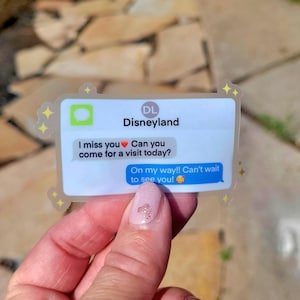 DL
Disneyland
I miss you❤️ Can you
come for a visit today?
On my way!! Can't wait
to see you! 🥰